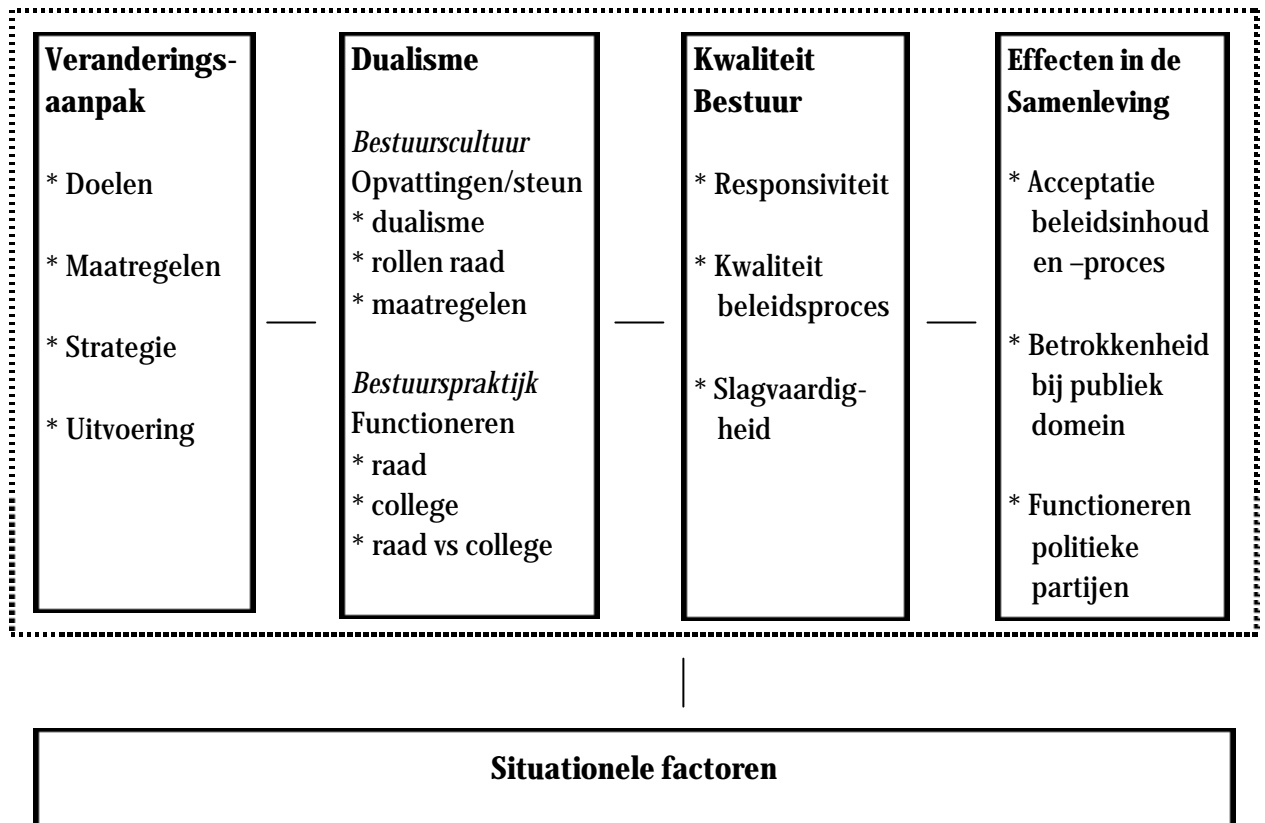 Veranderings-
aanpak
* Doelen
* Maatregelen
* Strategie
* Uitvoering
Dualisme
Bestuurscultuur
Opvattingen/steun
* dualisme
* rollen raad
* maatregelen
Bestuurspraktijk
Functioneren
* raad
* college
* raad vs college
Kwaliteit
Bestuur
* Responsiviteit
* Kwaliteit
beleidsproces
* Slagvaardig-
heid
Effecten in de
Samenleving
* Acceptatie
beleidsinhoud
en –proces
* Betrokkenheid
bij publiek
domein
* Functioneren
politieke
partijen
Situationele factoren